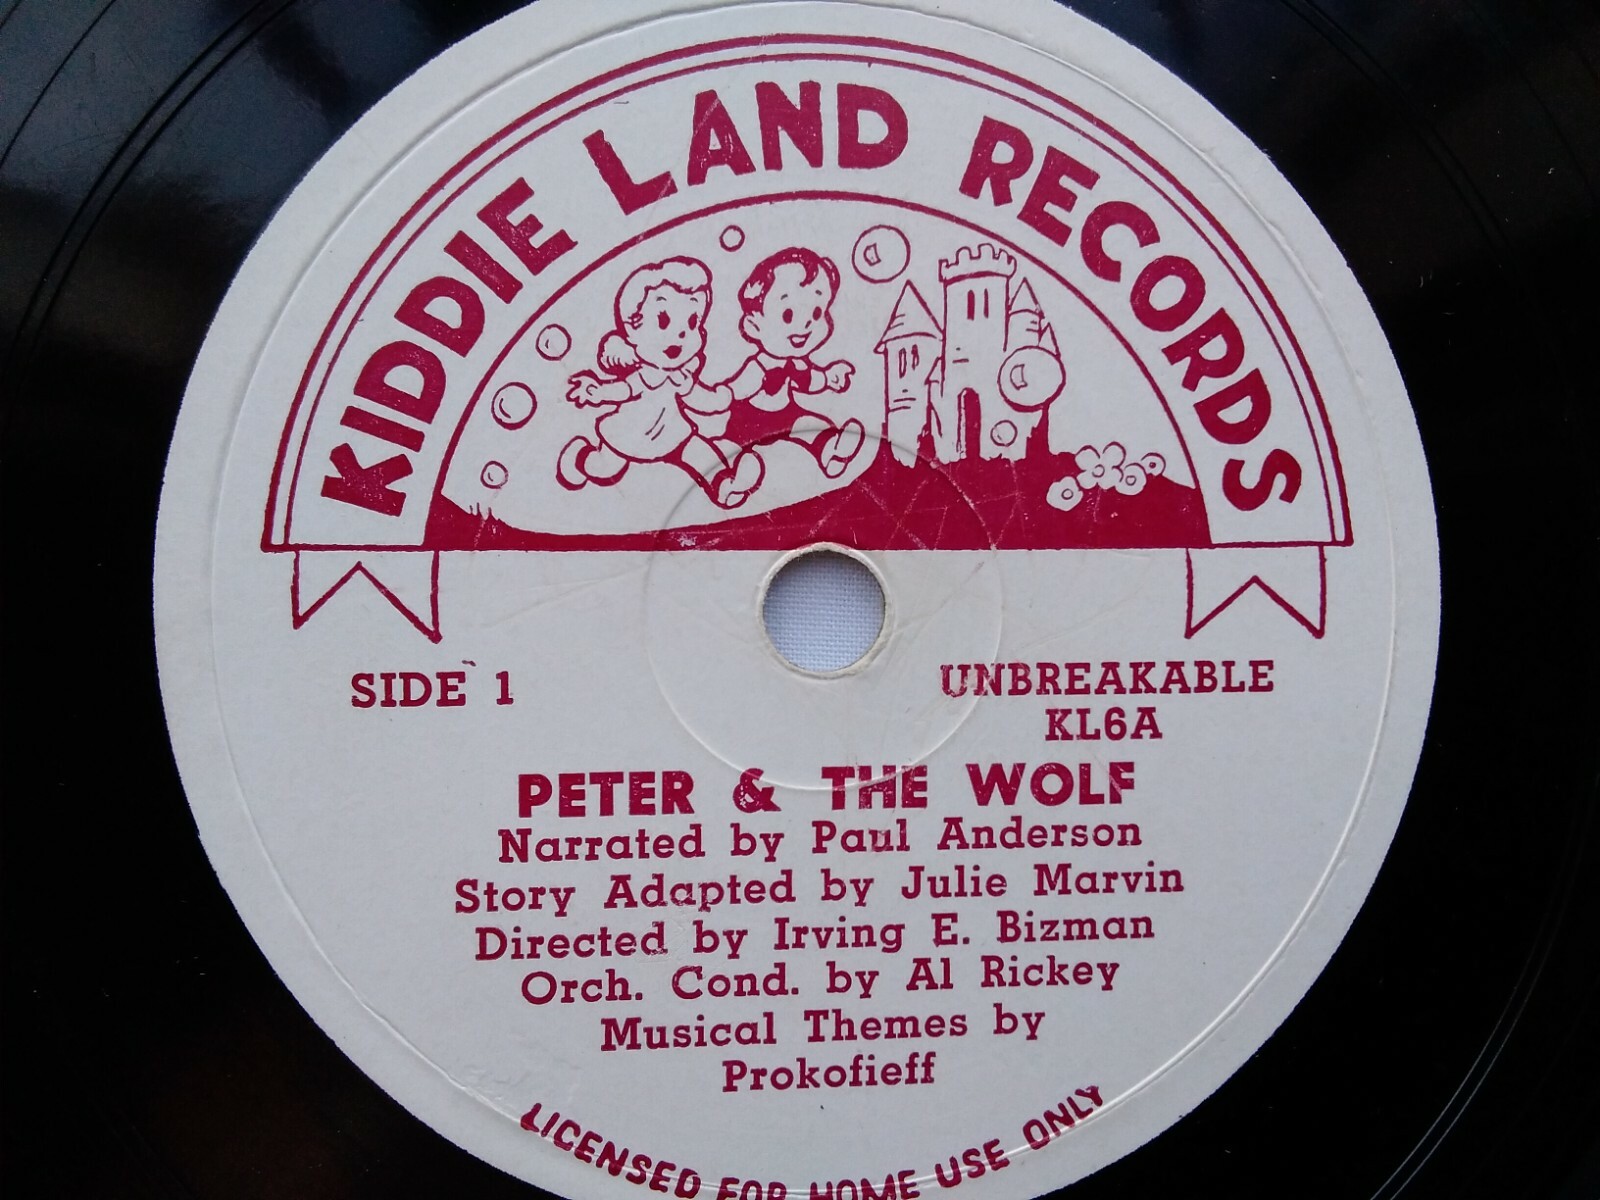 KIDDIE LAND RECORDS
SIDE 1
UNBREAKABLE
KL6A
PETER & THE WOLF
Narrated by Paul Anderson
Story Adapted by Julie Marvin
Directed by Irving E. Bizman
Orch. Cond. by Al Rickey
Musical Themes by
Prokofieff
LICENSED FOR HOME USE ONLY